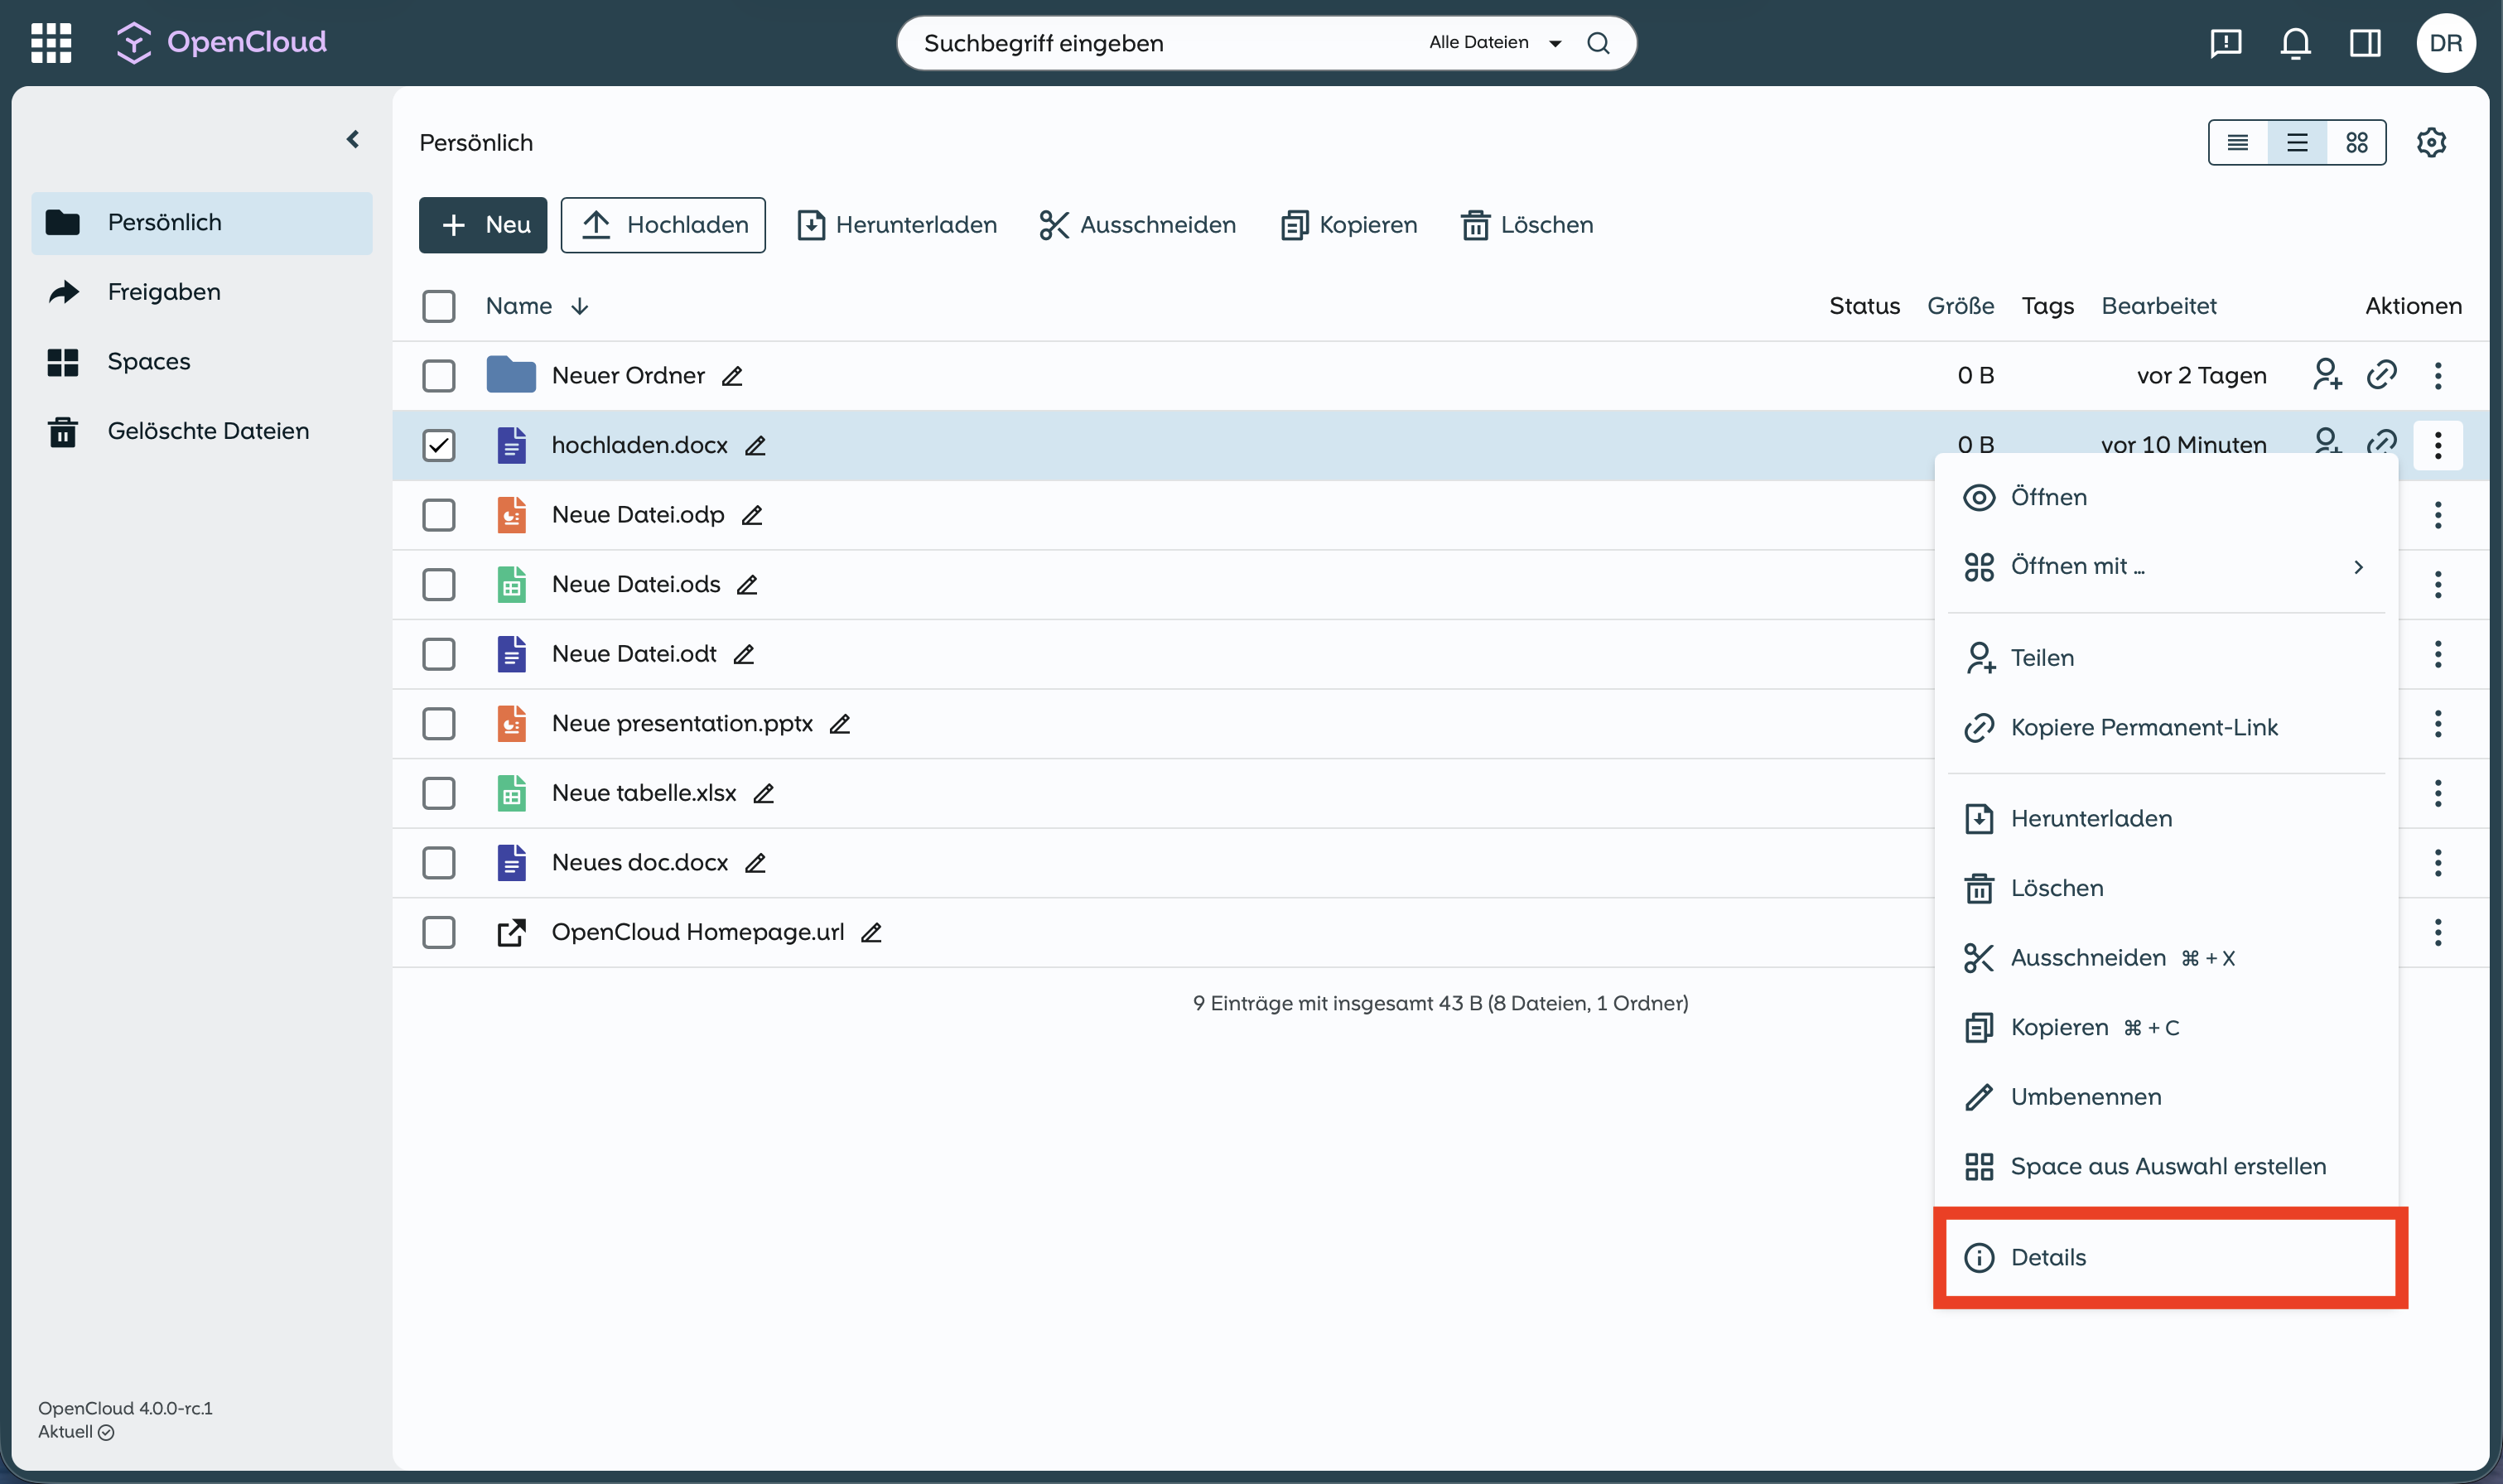 OpenCloud
Suchbegriff eingeben
Alle Dateien
DR
Persönlich
Freigaben
Spaces
Gelöschte Dateien
Persönlich
Neu
Hochladen
Herunterladen
Ausschneiden
Kopieren
Löschen
Name
Status
Größe
Tags
Bearbeitet
Aktionen
Neuer Ordner
0 B
vor 2 Tagen
hochladen.docx
0 B
vor 10 Minuten
Neue Datei.odp
Neue Datei.ods
Neue Datei.odt
Neue presentation.pptx
Neue tabelle.xlsx
Neues doc.docx
OpenCloud Homepage.url
9 Einträge mit insgesamt 43 B (8 Dateien, 1 Ordner)
Öffnen
Öffnen mit ...
Teilen
Kopiere Permanent-Link
Herunterladen
Löschen
Ausschneiden ⌘ + X
Kopieren ⌘ + C
Umbenennen
Space aus Auswahl erstellen
Details
OpenCloud 4.0.0-rc.1
Aktuell